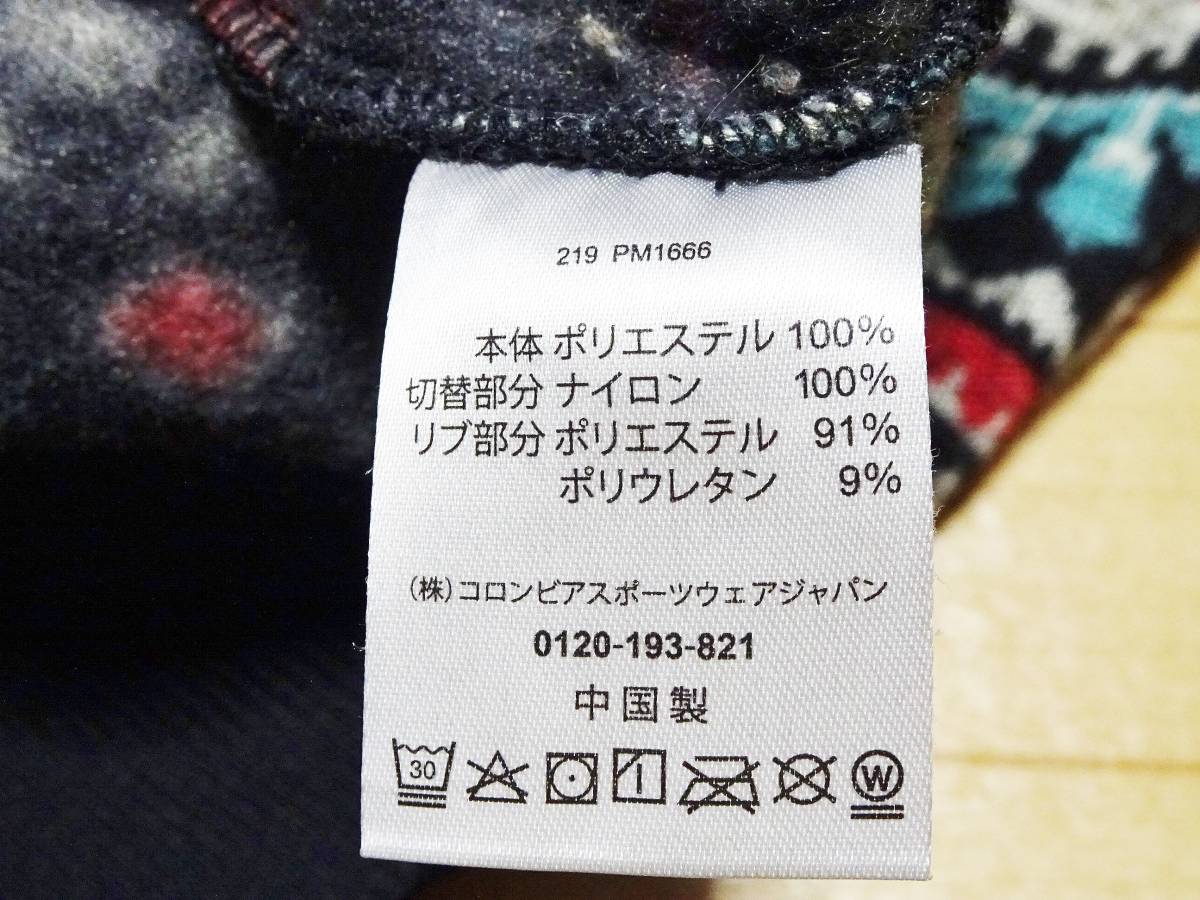 219 PM1666
本体 ポリエステル 100%
切替部分 ナイロン 100%
リブ部分 ポリエステル 91%
ポリウレタン 9%
(株)コロンビアスポーツウェアジャパン
0120-193-821
中国製
30 W